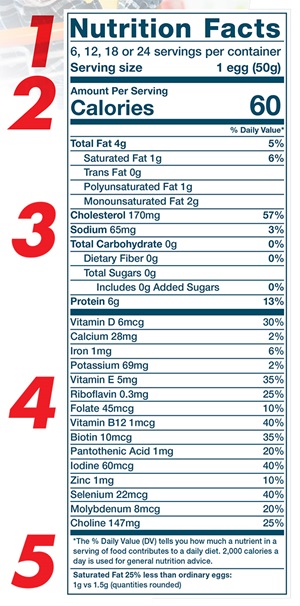 1
Nutrition Facts
6, 12, 18 or 24 servings per container
Serving size 1 egg (50g)
2
Amount Per Serving
Calories 60
% Daily Value*
Total Fat 4g 5%
Saturated Fat 1g 6%
Trans Fat 0g
Polyunsaturated Fat 1g
Monounsaturated Fat 2g
3
Cholesterol 170mg 57%
Sodium 65mg 3%
Total Carbohydrate 0g 0%
Dietary Fiber 0g 0%
Total Sugars 0g
Includes 0g Added Sugars 0%
Protein 6g 13%
4
Vitamin D 6mcg 30%
Calcium 28mg 2%
Iron 1mg 6%
Potassium 69mg 2%
Vitamin E 5mg 35%
Riboflavin 0.3mg 25%
Folate 45mcg 10%
Vitamin B12 1mcg 40%
Biotin 10mcg 35%
Pantothenic Acid 1mg 20%
Iodine 60mcg 40%
Zinc 1mg 10%
Selenium 22mcg 40%
Molybdenum 8mcg 20%
Choline 147mg 25%
5
*The % Daily Value (DV) tells you how much a nutrient in a
serving of food contributes to a daily diet. 2,000 calories a
day is used for general nutrition advice.
Saturated Fat 25% less than ordinary eggs:
1g vs 1.5g (quantities rounded)